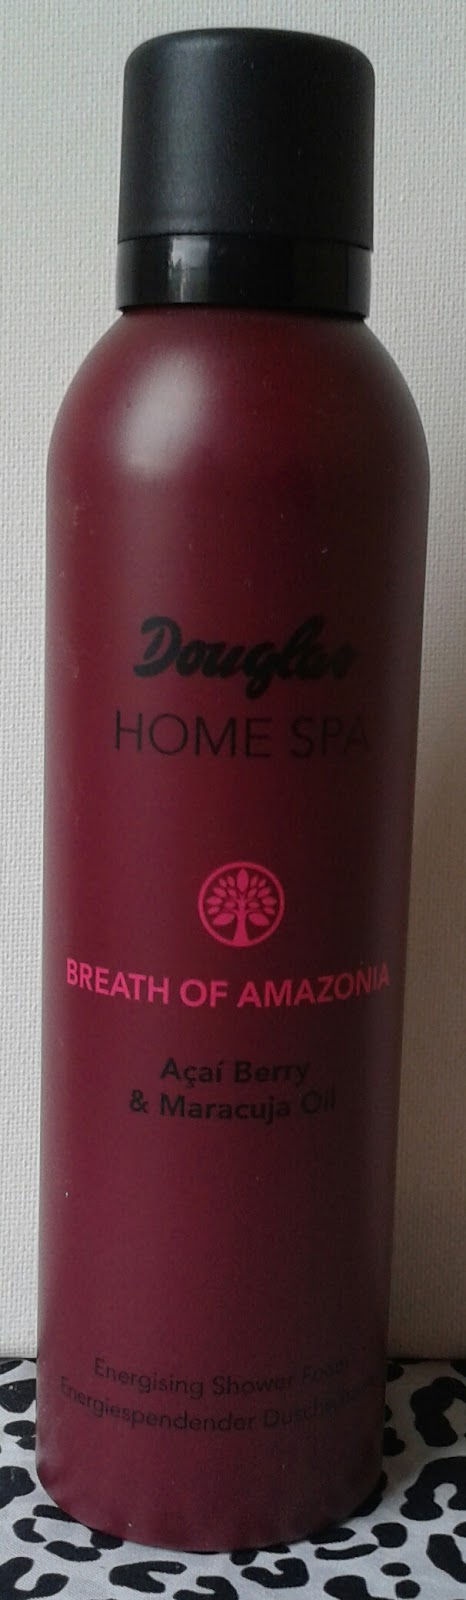 Douglas
HOME SPA
BREATH OF AMAZONIA
Açaí Berry
& Maracuja Oil
Energising Shower Foam
Energiespendender Duschschaum